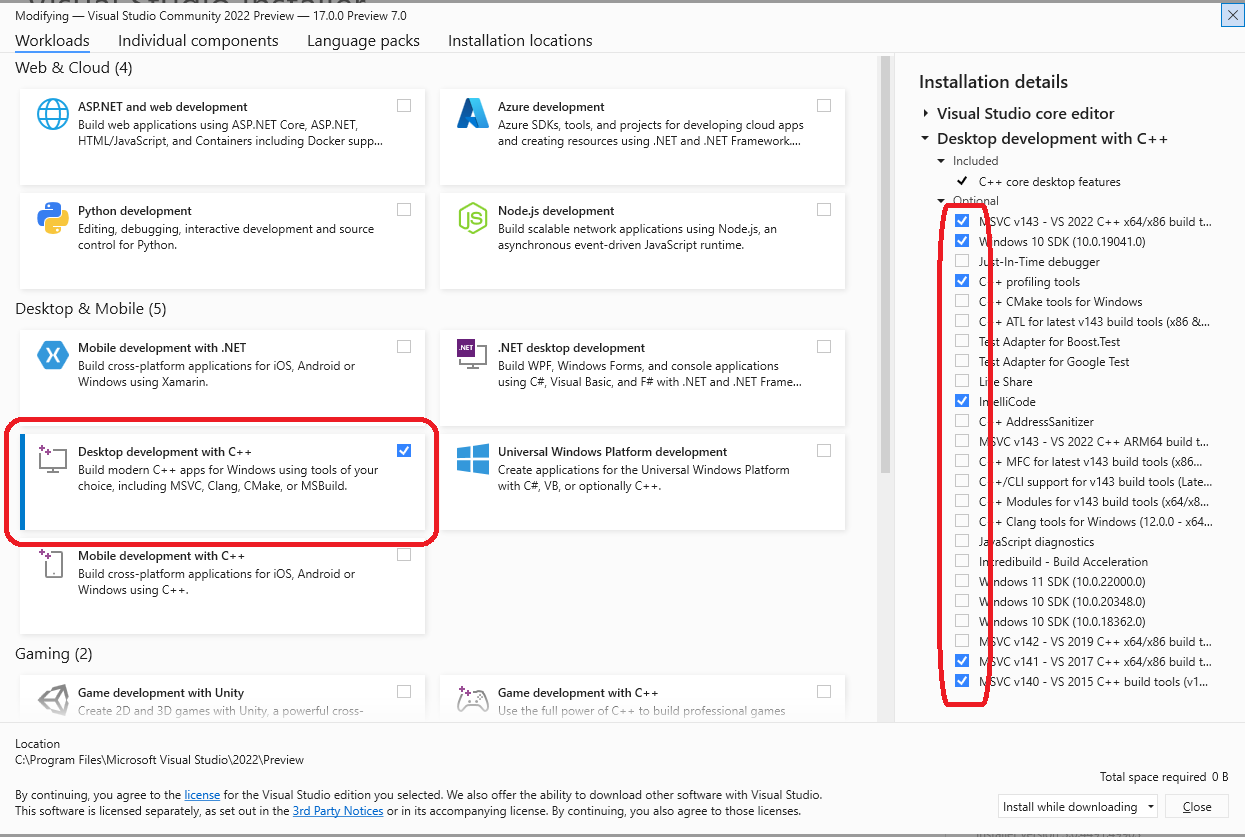 Modifying — Visual Studio Community 2022 Preview — 17.0.0 Preview 7.0
Workloads
Individual components
Language packs
Installation locations
Web & Cloud (4)
ASP.NET and web development
Build web applications using ASP.NET Core, ASP.NET,
HTML/JavaScript, and Containers including Docker supp...
Azure development
Azure SDKs, tools, and projects for developing cloud apps
and creating resources using .NET and .NET Framework....
Python development
Editing, debugging, interactive development and source
control for Python.
Node.js development
Build scalable network applications using Node.js, an
asynchronous event-driven JavaScript runtime.
Desktop & Mobile (5)
Mobile development with .NET
Build cross-platform applications for iOS, Android or
Windows using Xamarin.
.NET
.NET desktop development
Build WPF, Windows Forms, and console applications
using C#, Visual Basic, and F# with .NET and .NET Frame...
Desktop development with C++
Build modern C++ apps for Windows using tools of your
choice, including MSVC, Clang, CMake, or MSBuild.
Universal Windows Platform development
Create applications for the Universal Windows Platform
with C#, VB, or optionally C++.
Mobile development with C++
Build cross-platform applications for iOS, Android or
Windows using C++.
Gaming (2)
Game development with Unity
Create 2D and 3D games with Unity, a powerful cross-
Game development with C++
Use the full power of C++ to build professional games
Installation details
Visual Studio core editor
Desktop development with C++
Included
C++ core desktop features
Optional
MSVC v143 - VS 2022 C++ x64/x86 build t...
Windows 10 SDK (10.0.19041.0)
Just-In-Time debugger
C++ profiling tools
C++ CMake tools for Windows
C++ ATL for latest v143 build tools (x86 &...
Test Adapter for Boost.Test
Test Adapter for Google Test
Live Share
IntelliCode
C++ AddressSanitizer
MSVC v143 - VS 2022 C++ ARM64 build t...
C++ MFC for latest v143 build tools (x86...
C++/CLI support for v143 build tools (Late...
C++ Modules for v143 build tools (x64/x8...
C++ Clang tools for Windows (12.0.0 - x64...
JavaScript diagnostics
Incredibuild - Build Acceleration
Windows 11 SDK (10.0.22000.0)
Windows 10 SDK (10.0.20348.0)
Windows 10 SDK (10.0.18362.0)
MSVC v142 - VS 2019 C++ x64/x86 build t...
MSVC v141 - VS 2017 C++ x64/x86 build t...
MSVC v140 - VS 2015 C++ build tools (v1...
Location
C:\Program Files\Microsoft Visual Studio\2022\Preview
Total space required 0 B
By continuing, you agree to the license for the Visual Studio edition you selected. We also offer the ability to download other software with Visual Studio.
This software is licensed separately, as set out in the 3rd Party Notices or in its accompanying license. By continuing, you also agree to those licenses.
Install while downloading
Close